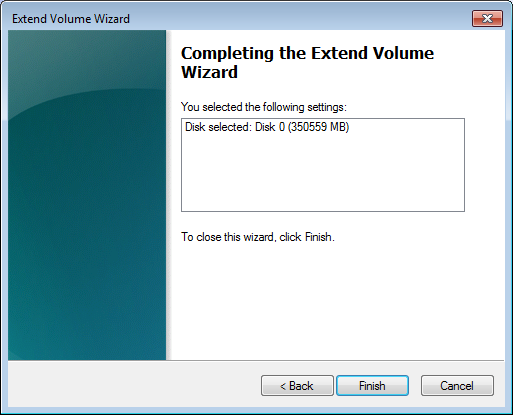 Extend Volume Wizard
Completing the Extend Volume
Wizard
You selected the following settings:
Disk selected: Disk 0 (350559 MB)
To close this wizard, click Finish.
< Back
Finish
Cancel